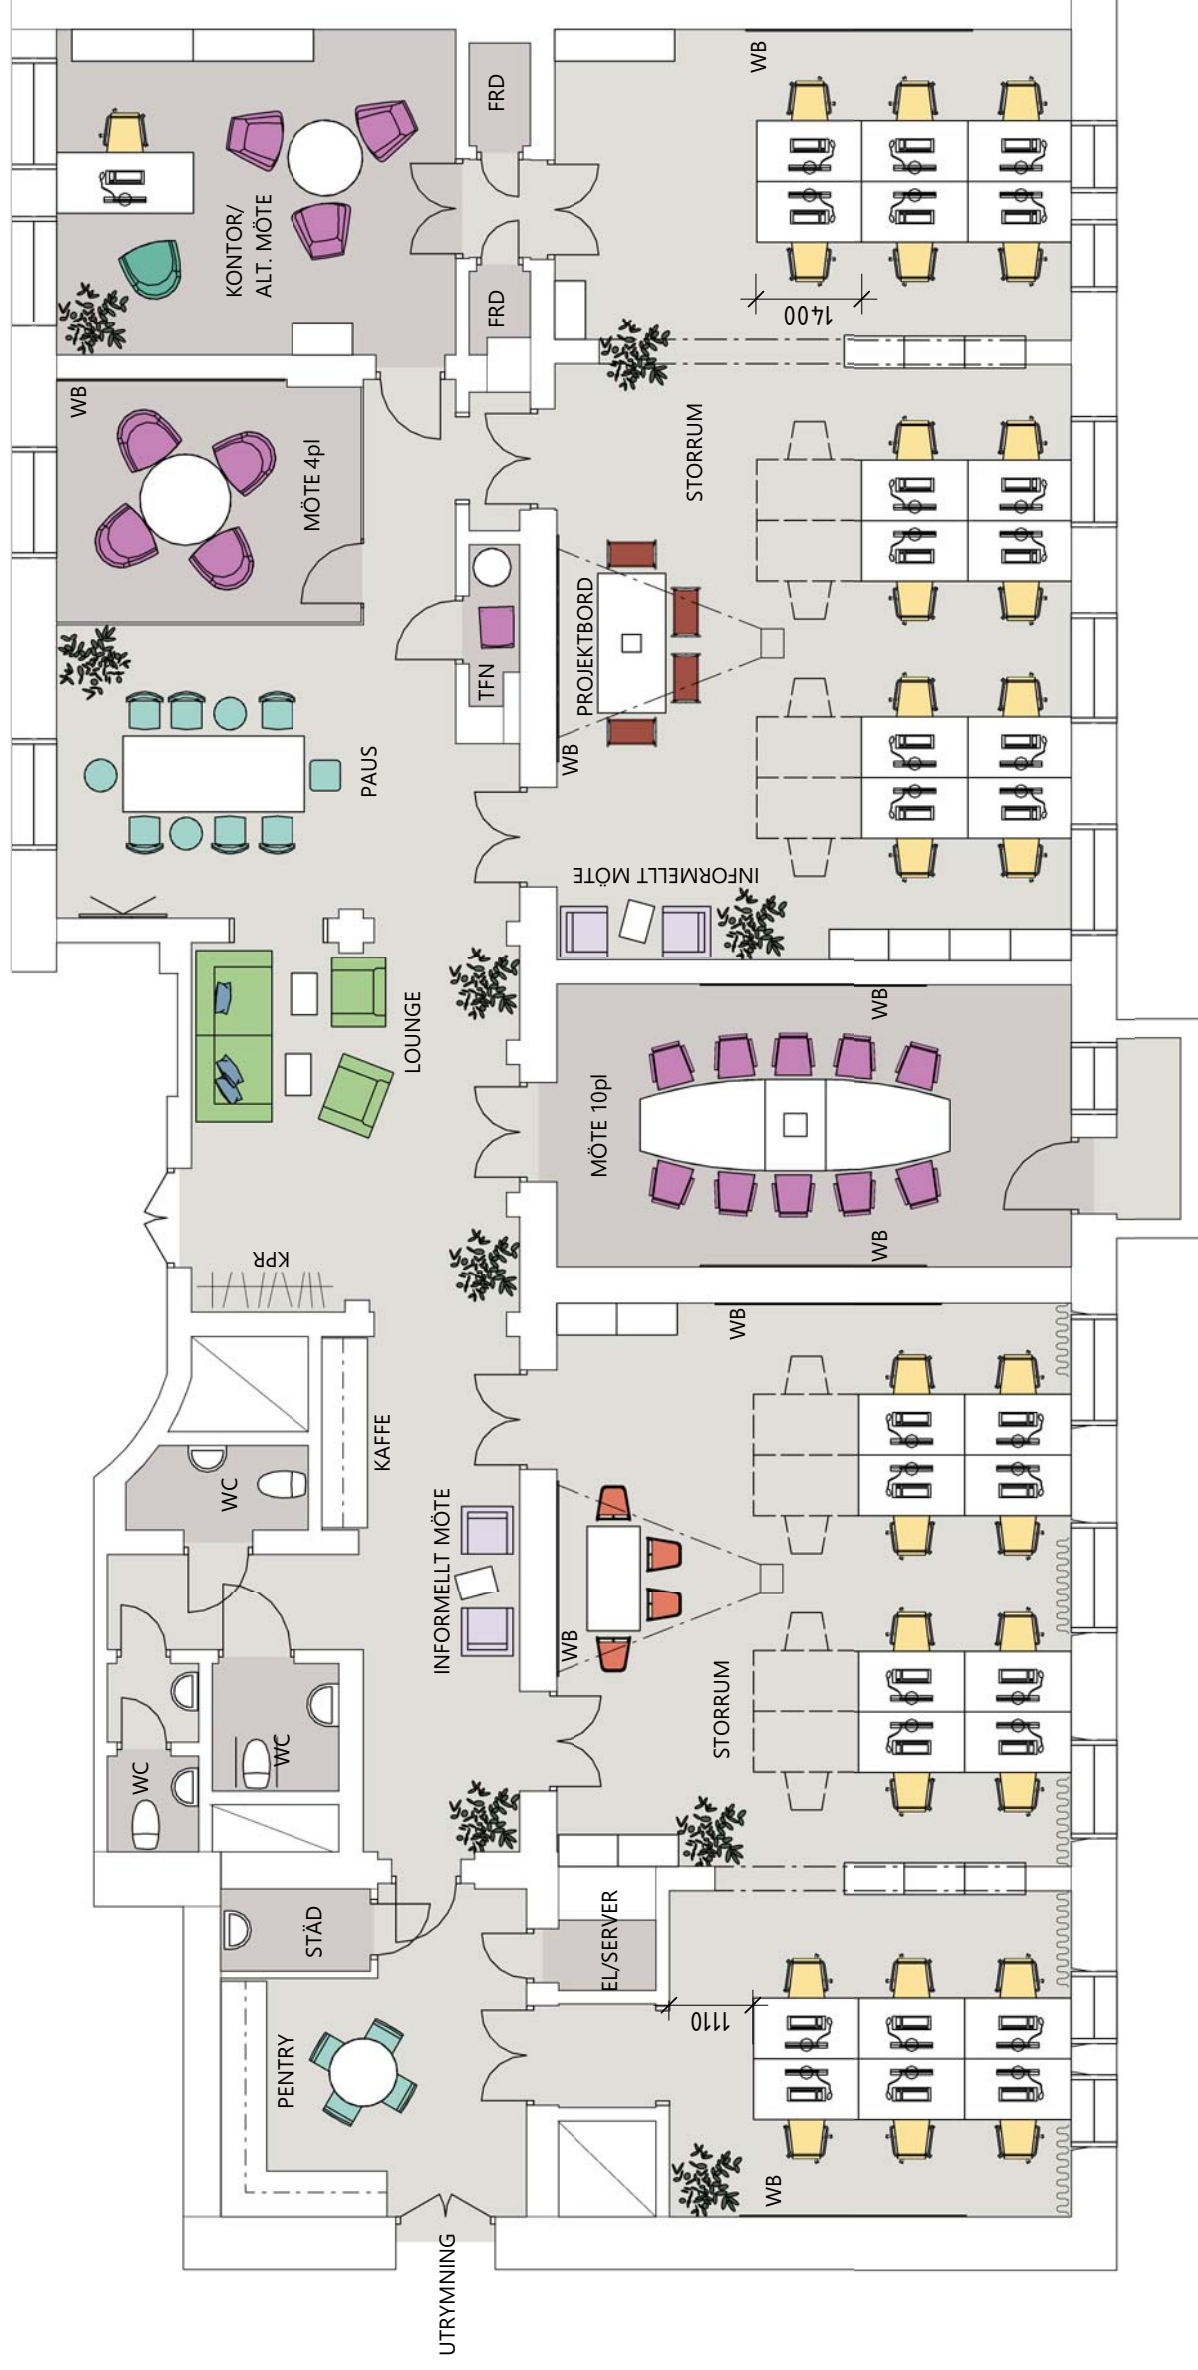 WB
FRD
WB
KONTOR/
ALT. MÖTE
FRD
1400
WB
MÖTE 4pl
STORRUM
TFN
PROJEKTBORD
PAUS
WB
INFORMELLT MÖTE
LOUNGE
WB
MÖTE 10pl
KPR
WB
WB
KAFFE
WC
INFORMELLT MÖTE
WB
STORRUM
WC
WC
STÄD
EL/SERVER
PENTRY
1110
WB
UTRYMNING